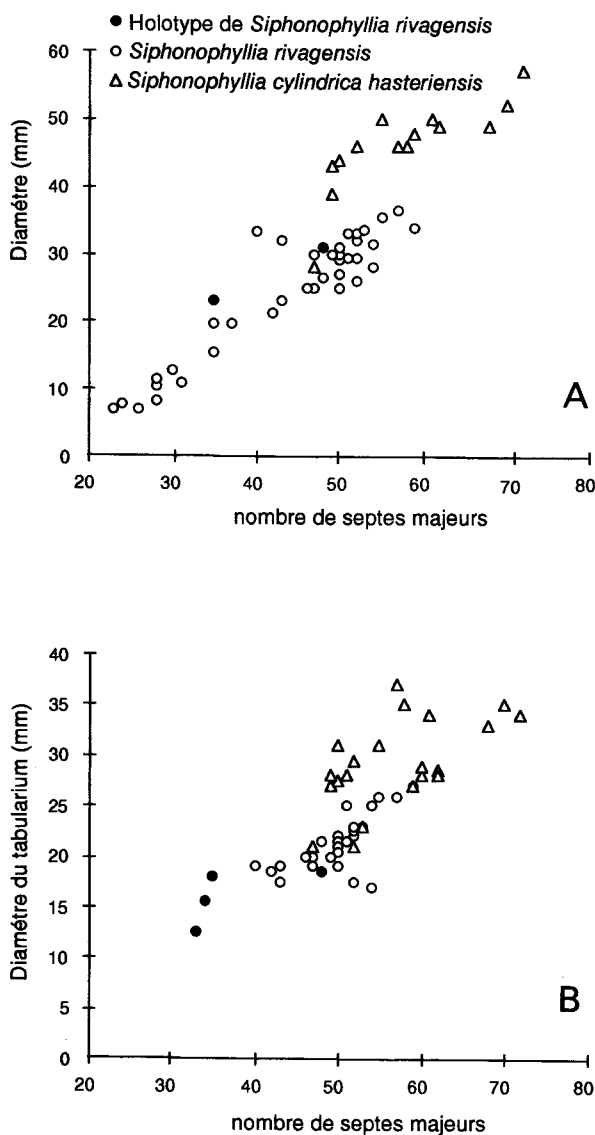 ● Holotype de Siphonophyllia rivagensis
○ Siphonophyllia rivagensis
△ Siphonophyllia cylindrica hasteriensis
60
50
40
30
20
10
0
Diamétre (mm)
A
20 30 40 50 60 70 80
nombre de septes majeurs
40
35
30
25
20
15
10
5
0
Diamétre du tabularium (mm)
B
20 30 40 50 60 70 80
nombre de septes majeurs